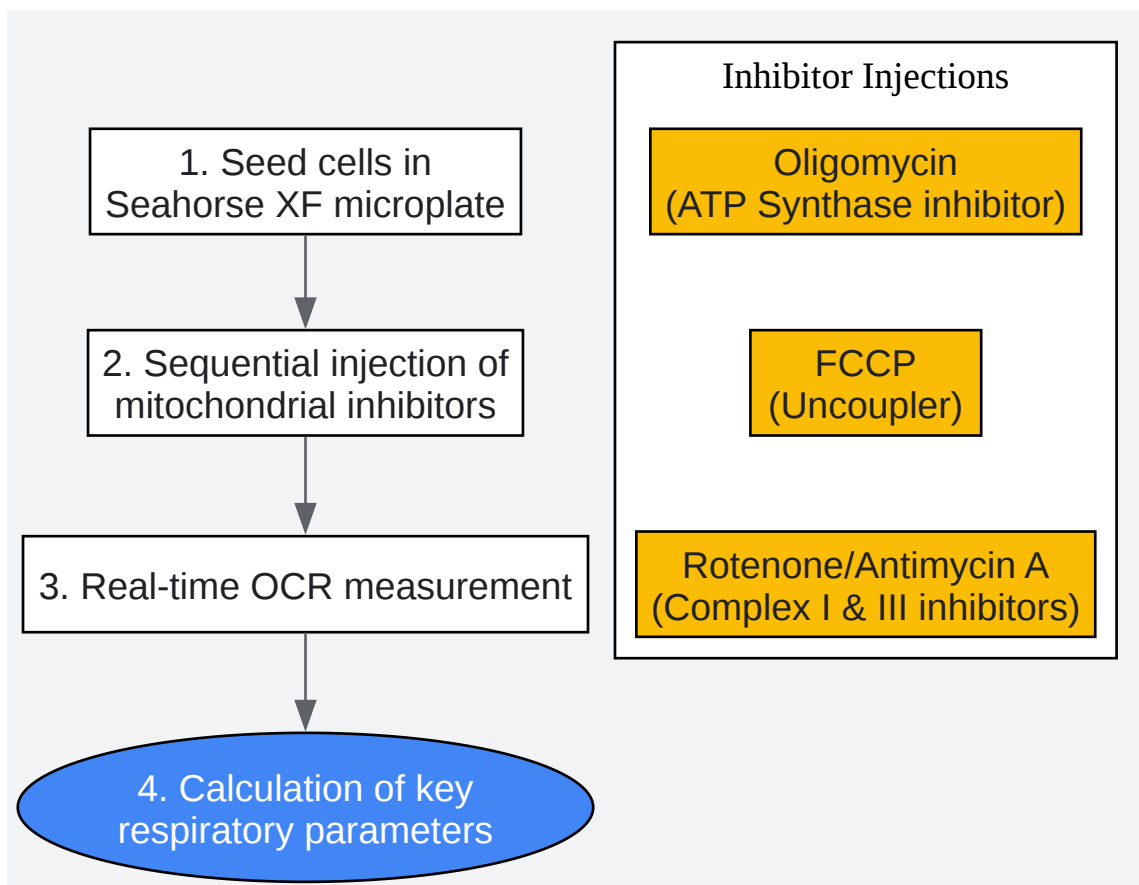 1. Seed cells in
Seahorse XF microplate
2. Sequential injection of
mitochondrial inhibitors
3. Real-time OCR measurement
4. Calculation of key
respiratory parameters
Inhibitor Injections
Oligomycin
(ATP Synthase inhibitor)
FCCP
(Uncoupler)
Rotenone/Antimycin A
(Complex I & III inhibitors)